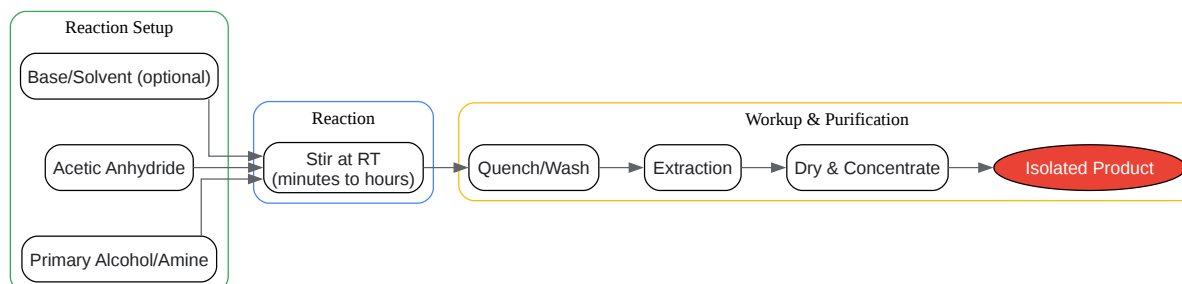 Reaction Setup
Base/Solvent (optional)
Acetic Anhydride
Primary Alcohol/Amine
Reaction
Stir at RT
(minutes to hours)
Workup & Purification
Quench/Wash
Extraction
Dry & Concentrate
Isolated Product